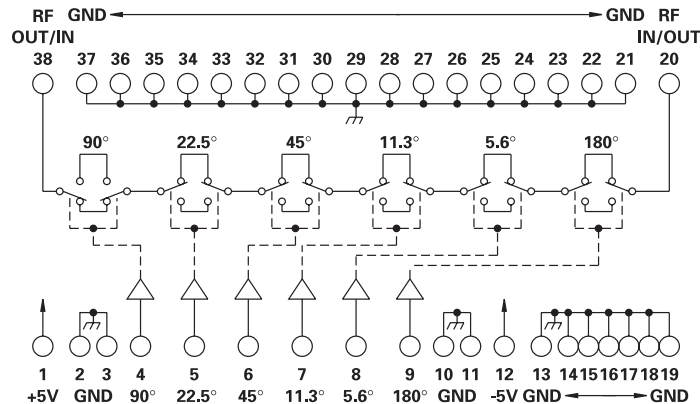 RF GND GND RF
OUT/IN IN/OUT
38 37 36 35 34 33 32 31 30 29 28 27 26 25 24 23 22 21 20
90° 22.5° 45° 11.3° 5.6° 180°
1 2 3 4 5 6 7 8 9 10 11 12 13 14 15 16 17 18 19
+5V GND 90° 22.5° 45° 11.3° 5.6° 180° GND -5V GND GND